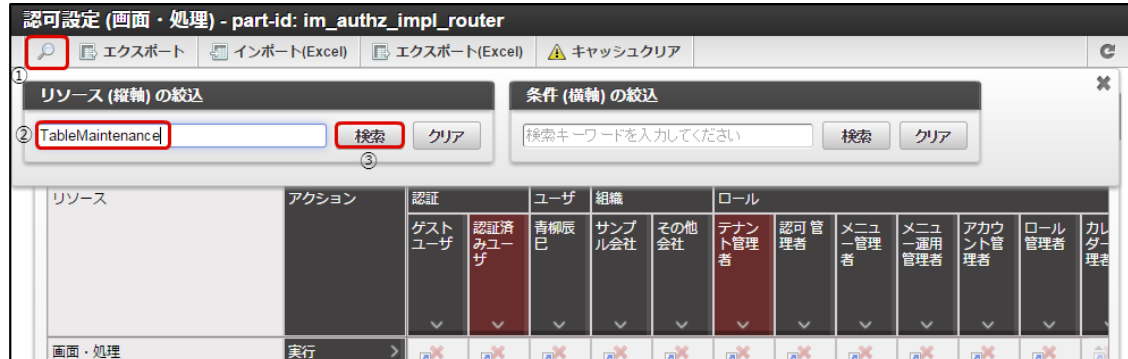 認可設定 (画面・処理) - part-id: im_authz_impl_router
エクスポート インポート(Excel) エクスポート(Excel) キャッシュクリア
①
リソース (縦軸) の絞込 条件 (横軸) の絞込
② TableMaintenance 検索 クリア 検索キーワードを入力してください 検索 クリア
③
リソース アクション 認証 ユーザ 組織 ロール
ゲストユーザ 認証済みユーザ 青柳辰巳 サンプル会社 その他会社 テナント管理者 認可管理者 メニュー管理者 メニュー運用管理者 アカウント管理者 ロール管理者 カレダー理者
画面・処理 実行